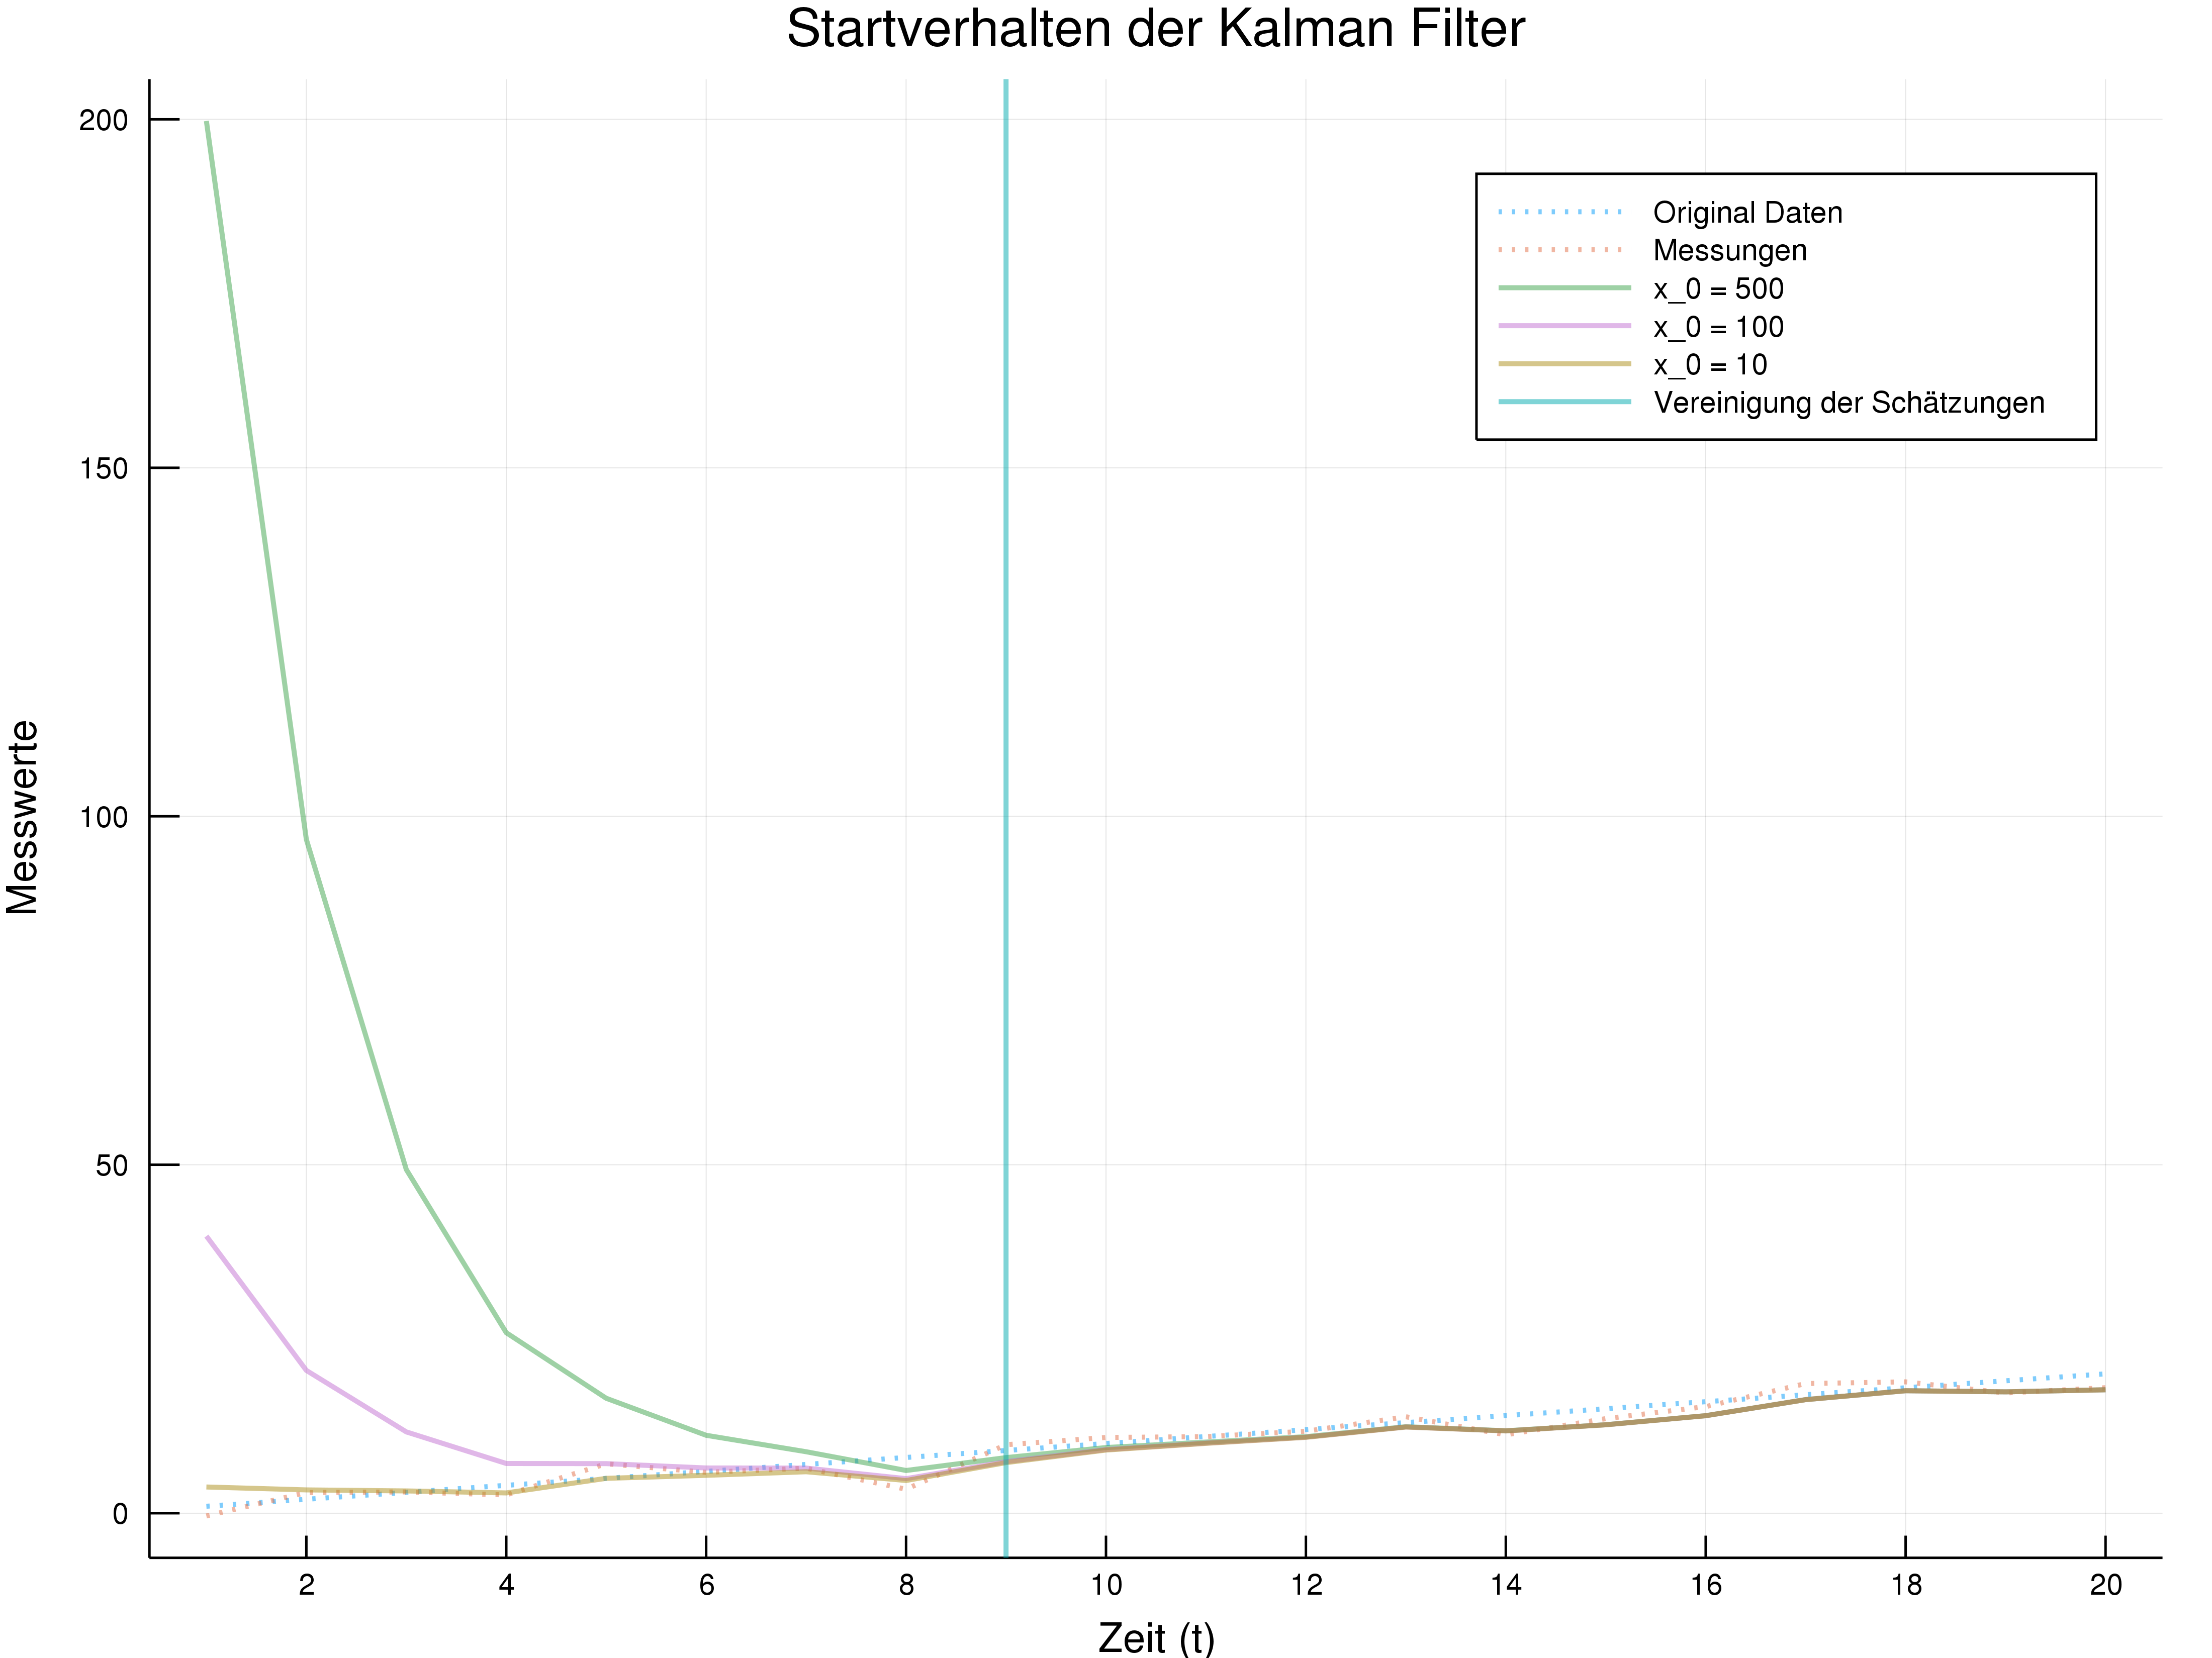 Startverhalten der Kalman Filter
200
150
100
50
0
Messwerte
Original Daten
Messungen
x_0 = 500
x_0 = 100
x_0 = 10
Vereinigung der Schätzungen
2 4 6 8 10 12 14 16 18 20
Zeit (t)